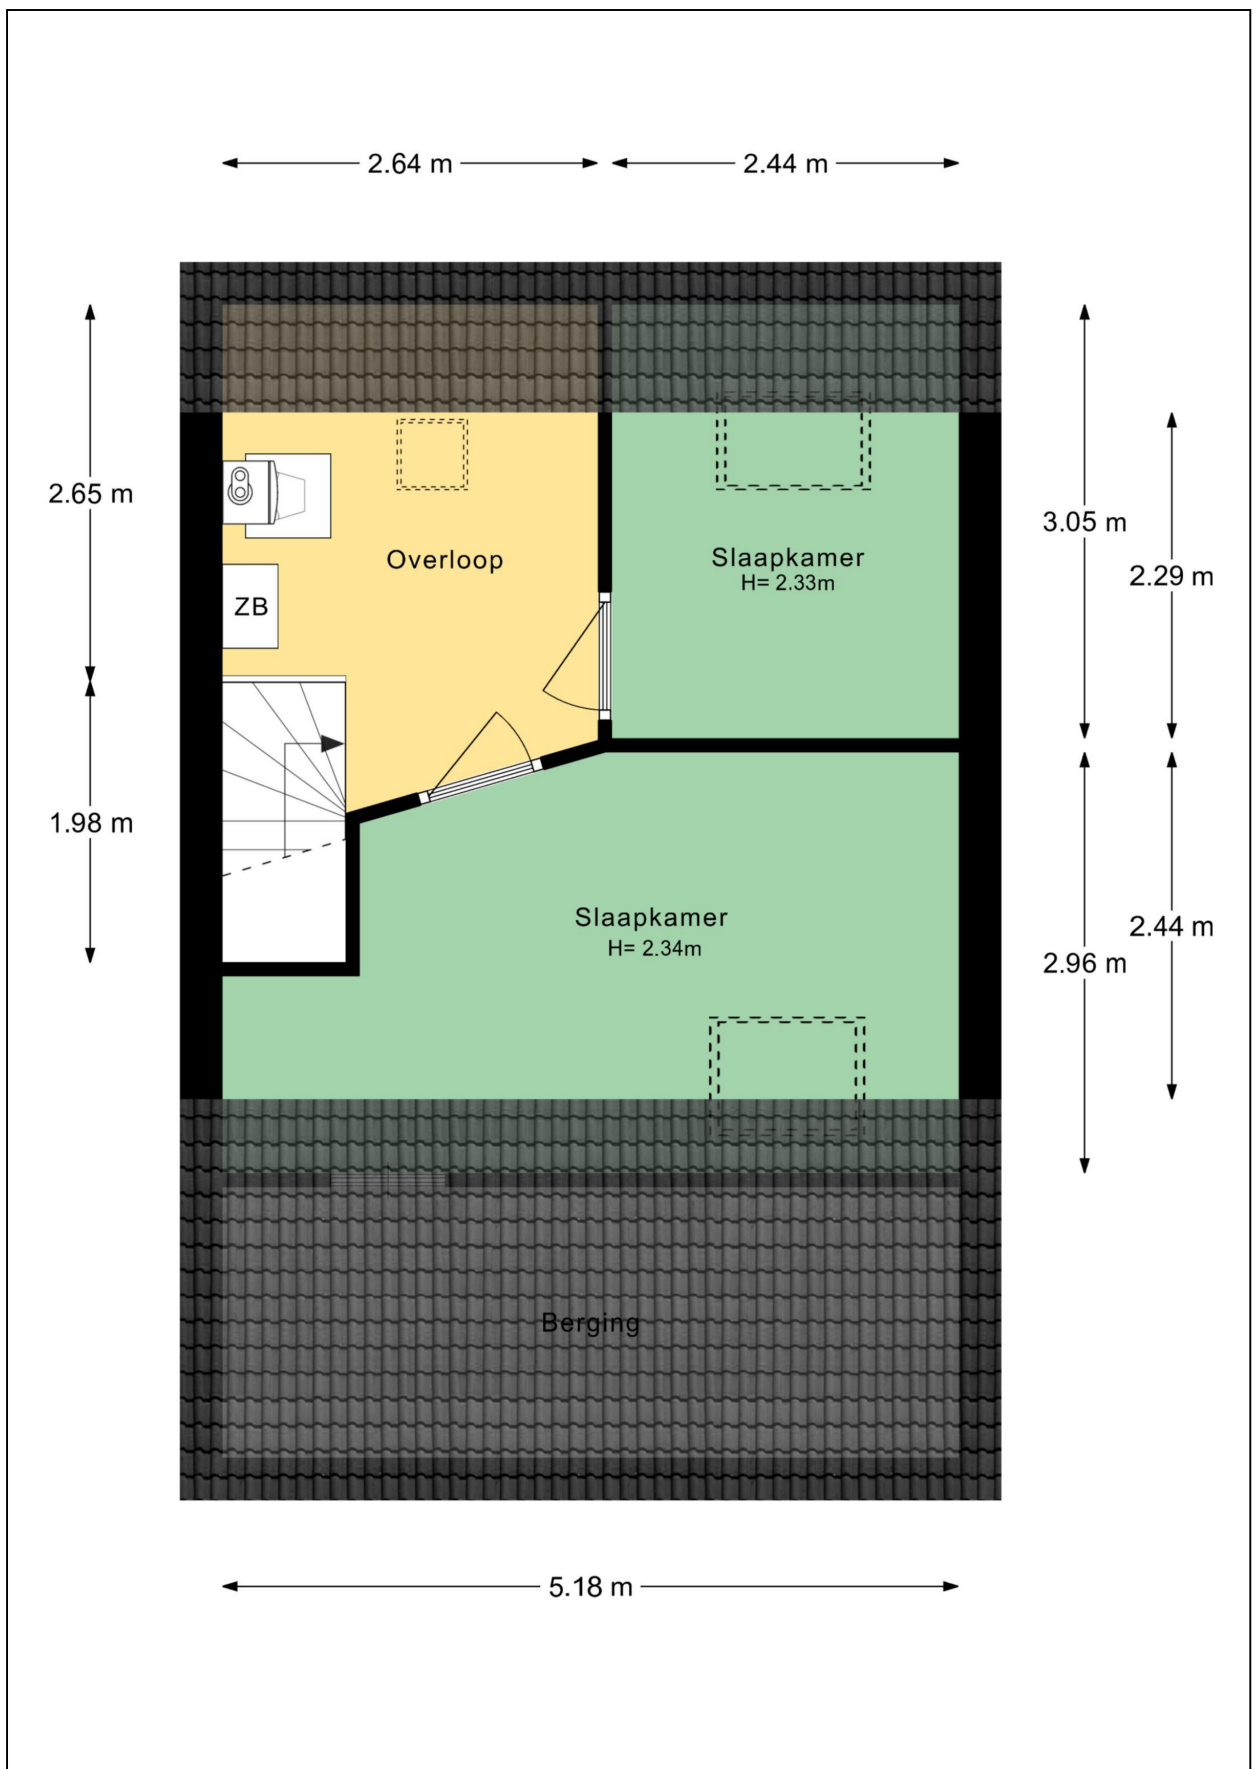 2.64 m
2.44 m
2.65 m
3.05 m
Overloop
Slaapkamer
H= 2.33m
2.29 m
ZB
1.98 m
Slaapkamer
H= 2.34m
2.44 m
2.96 m
Berging
5.18 m